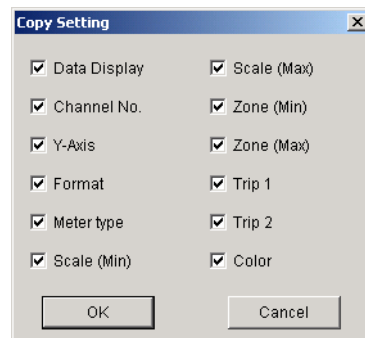 Copy Setting
Data Display
Scale (Max)
Channel No.
Zone (Min)
Y-Axis
Zone (Max)
Format
Trip 1
Meter type
Trip 2
Scale (Min)
Color
OK
Cancel